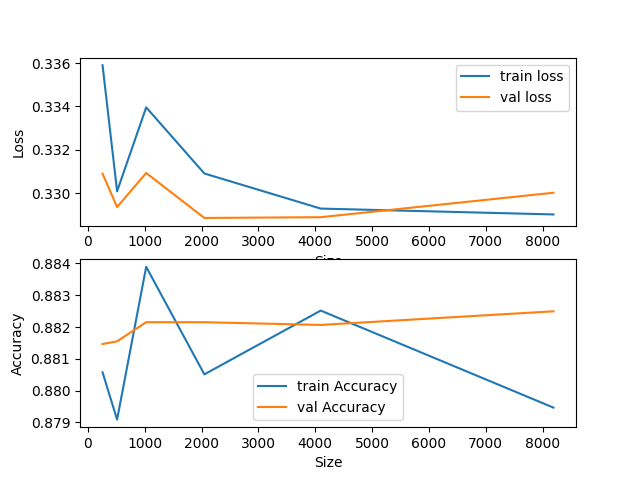 0.336
0.334
0.332
0.330
Loss
train loss
val loss
0 1000 2000 3000 4000 5000 6000 7000 8000
Size
0.884
0.883
0.882
0.881
0.880
0.879
Accuracy
train Accuracy
val Accuracy
0 1000 2000 3000 4000 5000 6000 7000 8000
Size